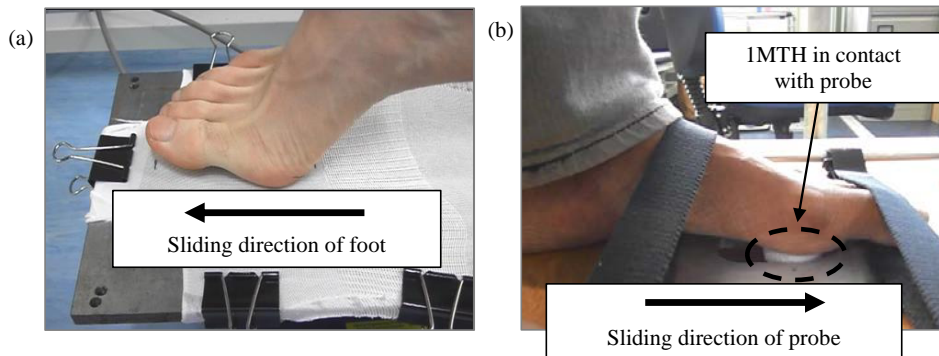 (a)
Sliding direction of foot
(b)
1MTH in contact
with probe
Sliding direction of probe